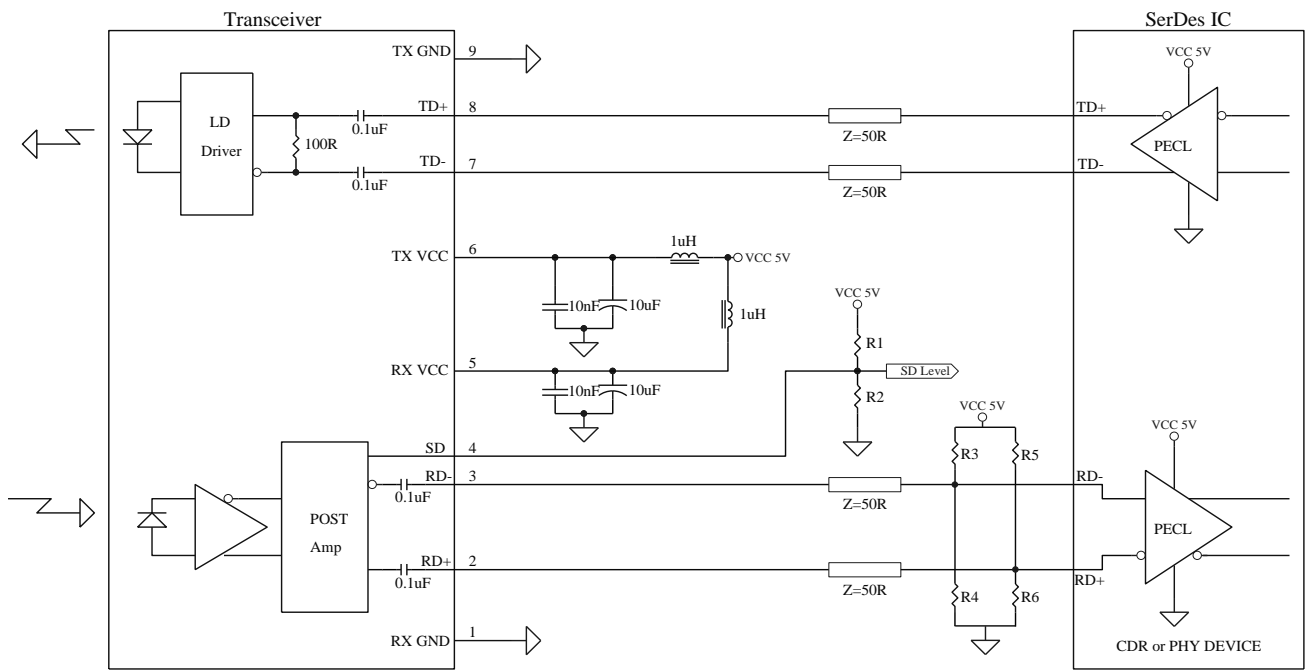 Transceiver
SerDes IC
TX GND
9
VCC 5V
LD
Driver
100R
0.1uF
TD+
8
Z=50R
TD+
PECL
0.1uF
TD-
7
Z=50R
TD-
TX VCC
6
1uH
VCC 5V
10nF
10uF
1uH
VCC 5V
R1
RX VCC
5
SD Level
10nF
10uF
R2
VCC 5V
VCC 5V
SD
4
R3
R5
RD-
3
0.1uF
Z=50R
RD-
POST
Amp
PECL
RD+
2
0.1uF
Z=50R
RD+
R4
R6
RX GND
1
CDR or PHY DEVICE